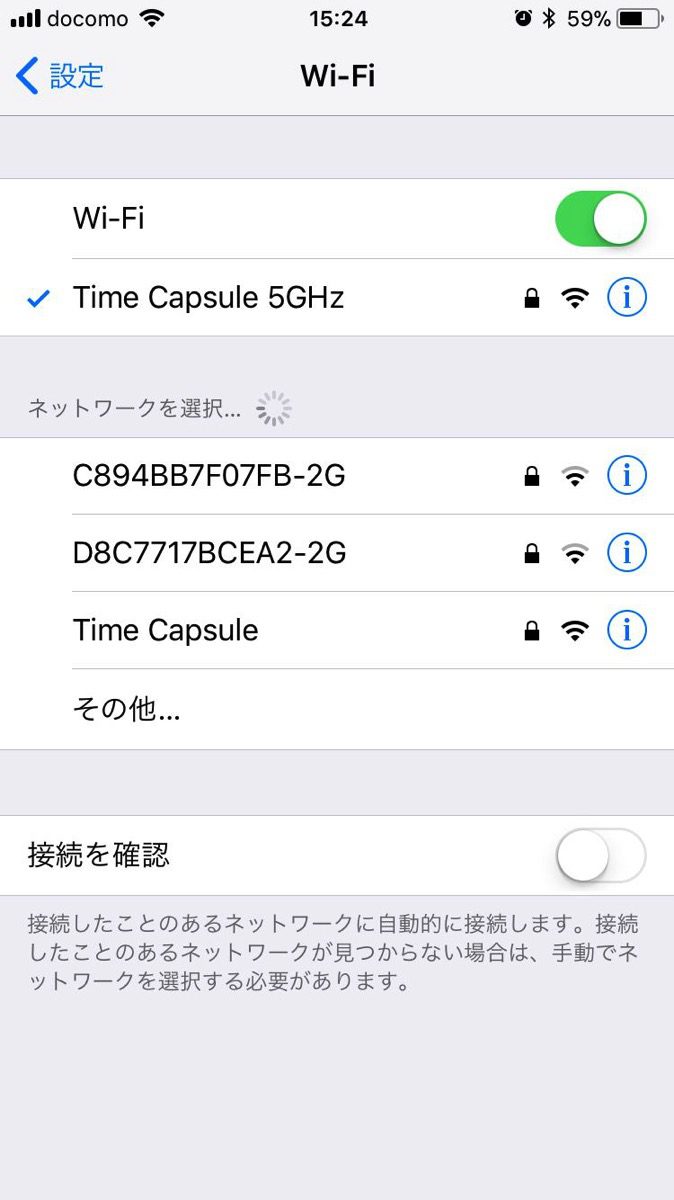 docomo 15:24 59%
設定 Wi-Fi
Wi-Fi
Time Capsule 5GHz
ネットワークを選択...
C894BB7F07FB-2G
D8C7717BCEA2-2G
Time Capsule
その他...
接続を確認
接続したことのあるネットワークに自動的に接続します。接続
したことのあるネットワークが見つからない場合は、手動でネ
ットワークを選択する必要があります。